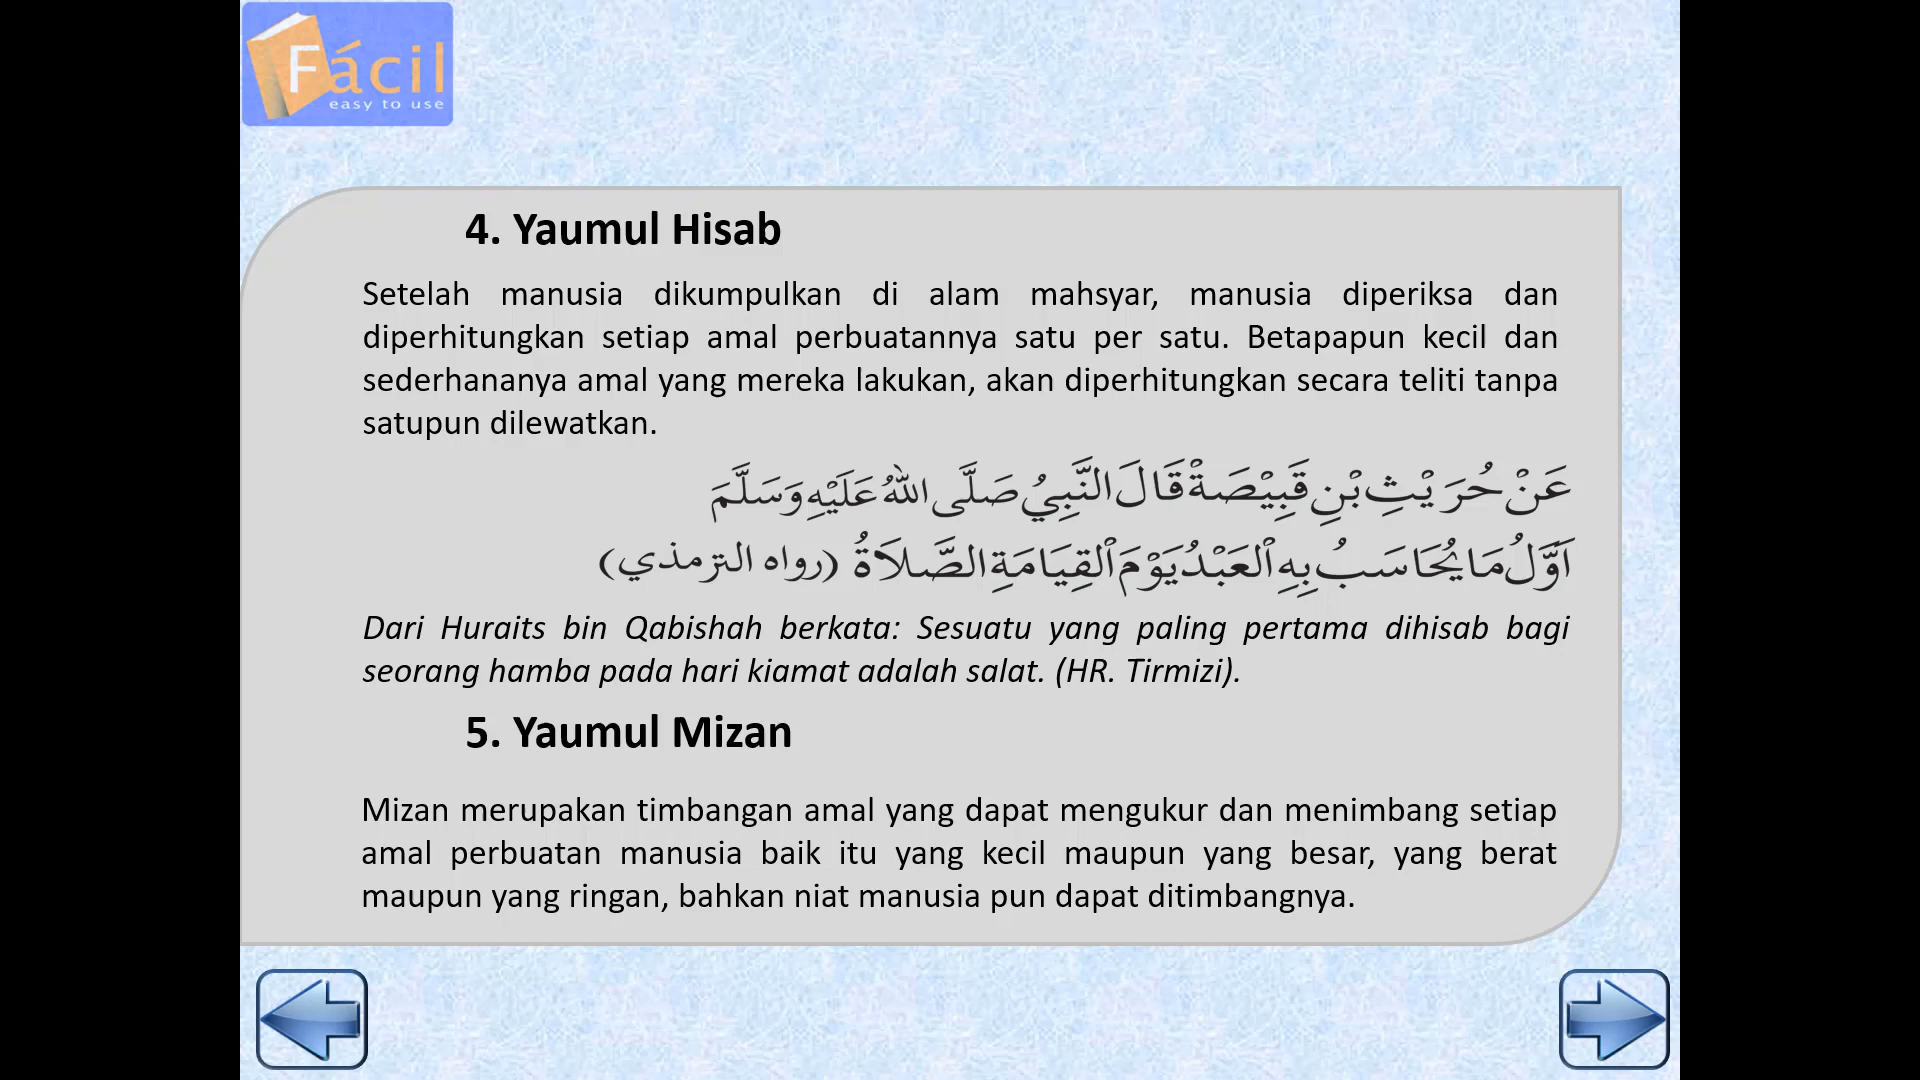 Fácil
easy to use
4. Yaumul Hisab
Setelah manusia dikumpulkan di alam mahsyar, manusia diperiksa dan
diperhitungkan setiap amal perbuatannya satu per satu. Betapapun kecil dan
sederhananya amal yang mereka lakukan, akan diperhitungkan secara teliti tanpa
satupun dilewatkan.
عَنْ حُرَيْثِ بْنِ قَبِيْصَةْ قَالَ النَّبِيُ صَلَّى اللهُ عَلَيْهِ وَسَلَّمَ
اَوَّلُ مَا يُحَاسَبُ بِهِ الْعَبْدُ يَوْمَ الْقِيَامَةِ الصَّلَاةُ (رواه الترمذي)
Dari Huraits bin Qabishah berkata: Sesuatu yang paling pertama dihisab bagi
seorang hamba pada hari kiamat adalah salat. (HR. Tirmizi).
5. Yaumul Mizan
Mizan merupakan timbangan amal yang dapat mengukur dan menimbang setiap
amal perbuatan manusia baik itu yang kecil maupun yang besar, yang berat
maupun yang ringan, bahkan niat manusia pun dapat ditimbangnya.